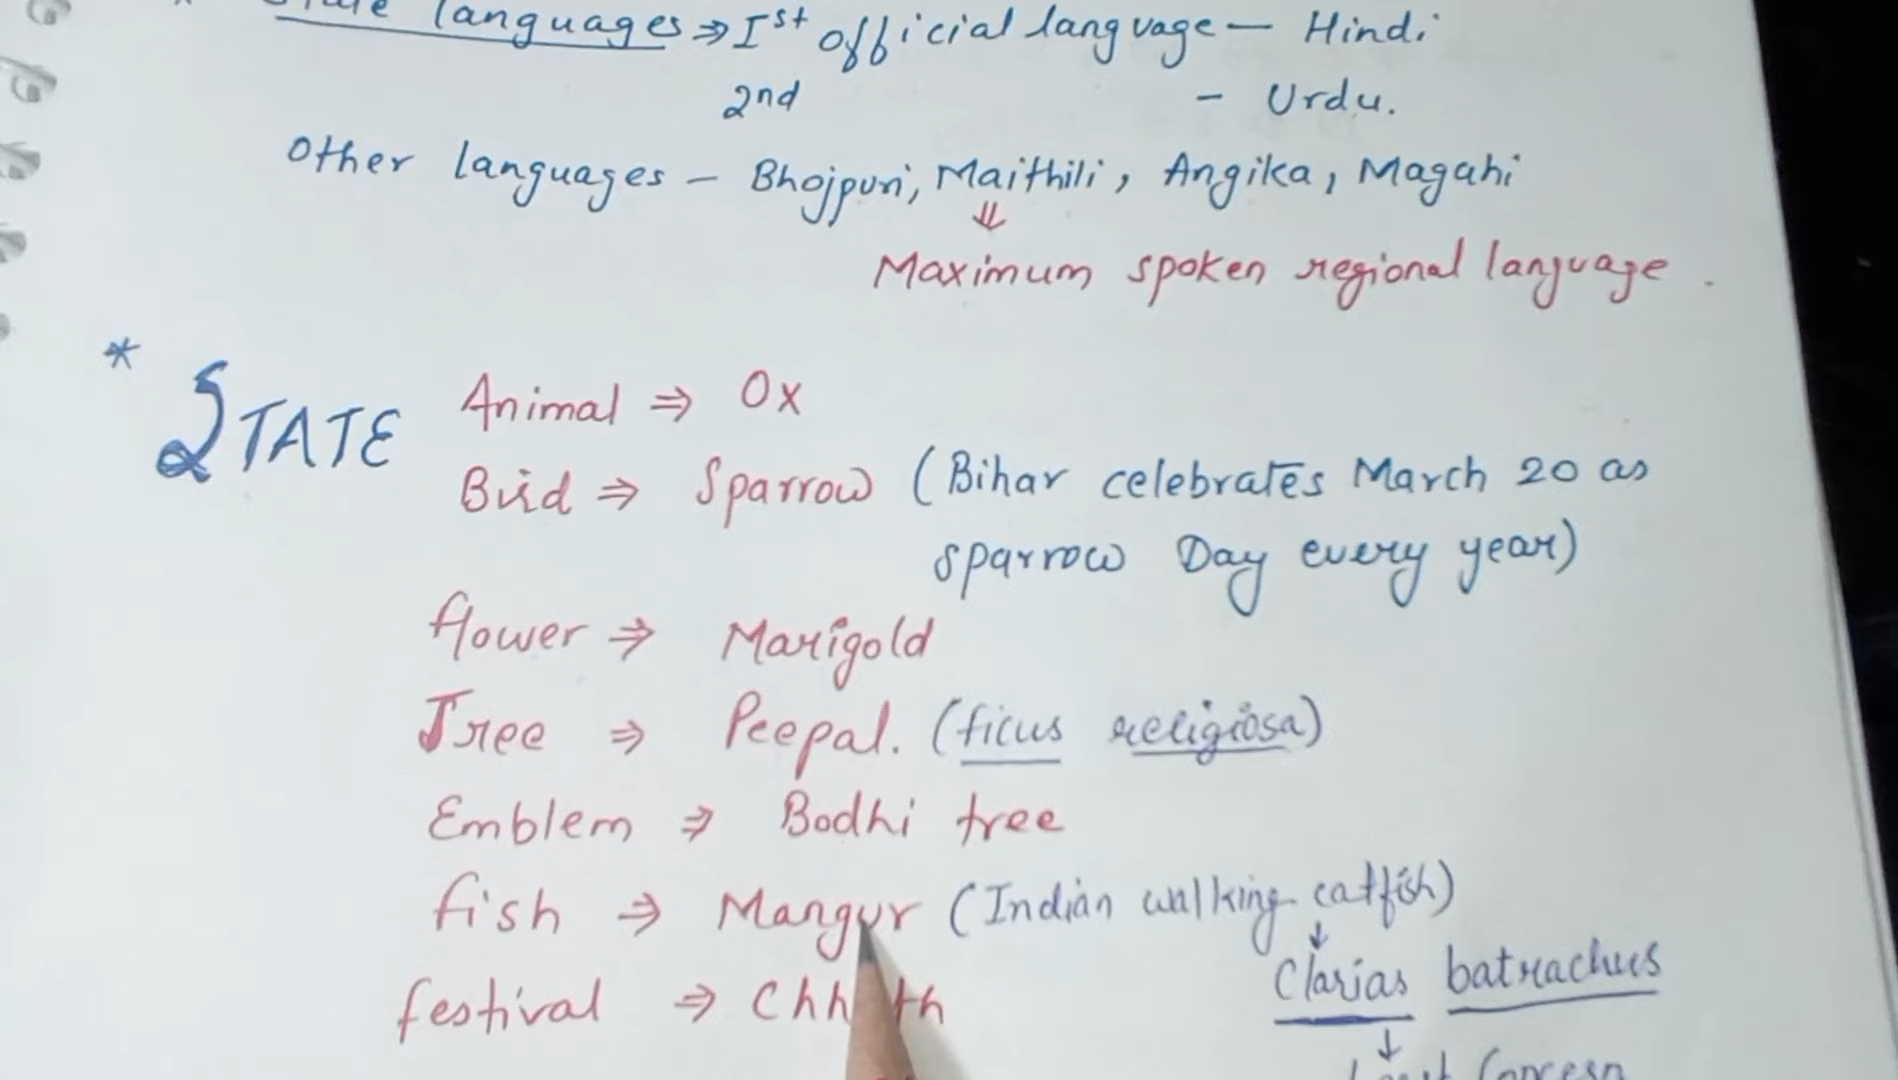 State languages ⇒ Ist official language – Hindi
2nd – Urdu.
Other languages – Bhojpuri, Maithili, Angika, Magahi
⇓
Maximum spoken regional language.
* STATE
Animal ⇒ Ox
Bird ⇒ Sparrow (Bihar celebrates March 20 as
sparrow Day every year)
flower ⇒ Marigold
Tree ⇒ Peepal. (ficus religiosa)
Emblem ⇒ Bodhi tree
fish ⇒ Mangur (Indian walking catfish)
↓
Clarias batrachus
festival ⇒
↓
Concern